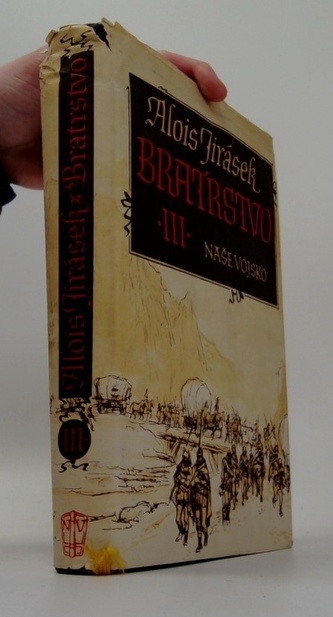 Alois Jirásek
BRATRSTVO
·III·
NAŠE VOJSKO
Alois Jirásek x Bratrstvo
III